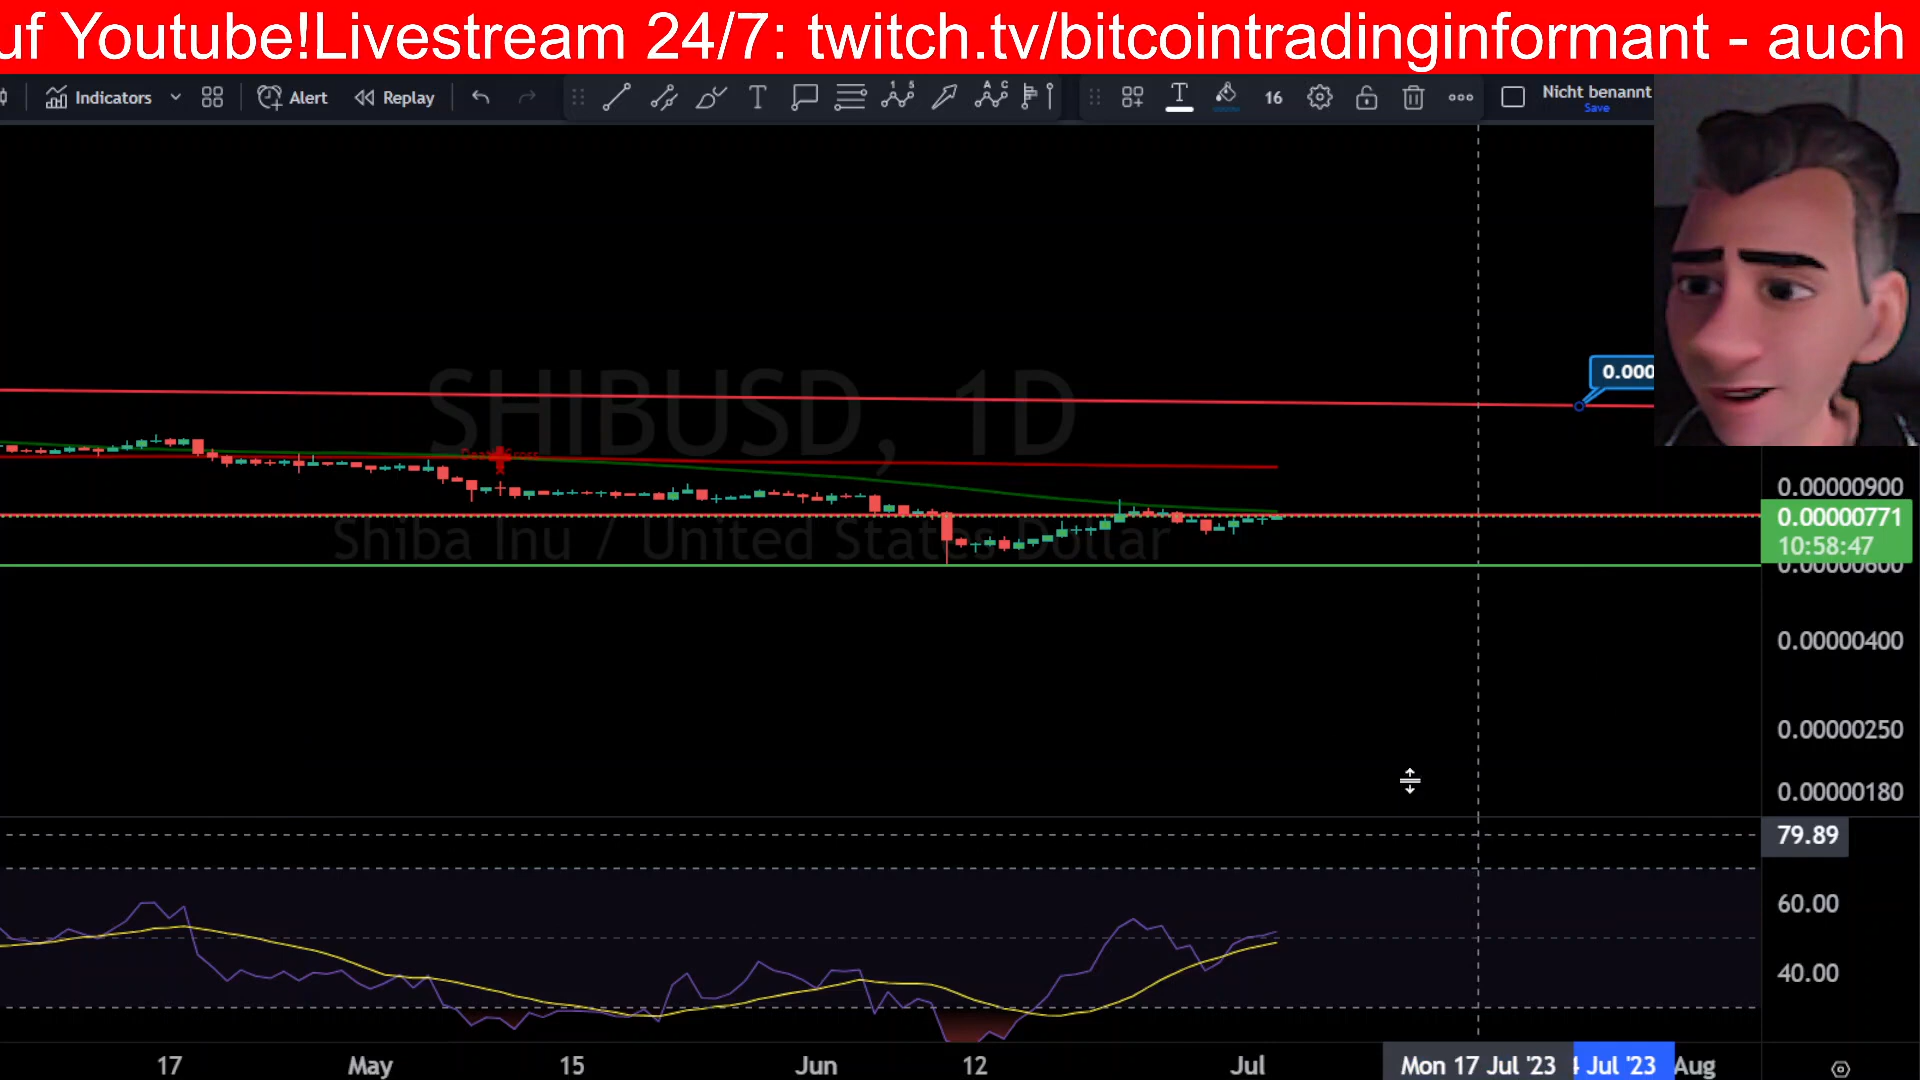 uf Youtube!Livestream 24/7: twitch.tv/bitcointradinginformant - auch
Indicators
Alert
Replay
16
Nicht benannt
Save
SHIBUSD, 1D
Shiba Inu / United States Dollar
0.000
0.00000900
0.00000771
10:58:47
0.00000600
0.00000400
0.00000250
0.00000180
79.89
60.00
40.00
17
May
15
Jun
12
Jul
Mon 17 Jul '23
Jul '23
Aug